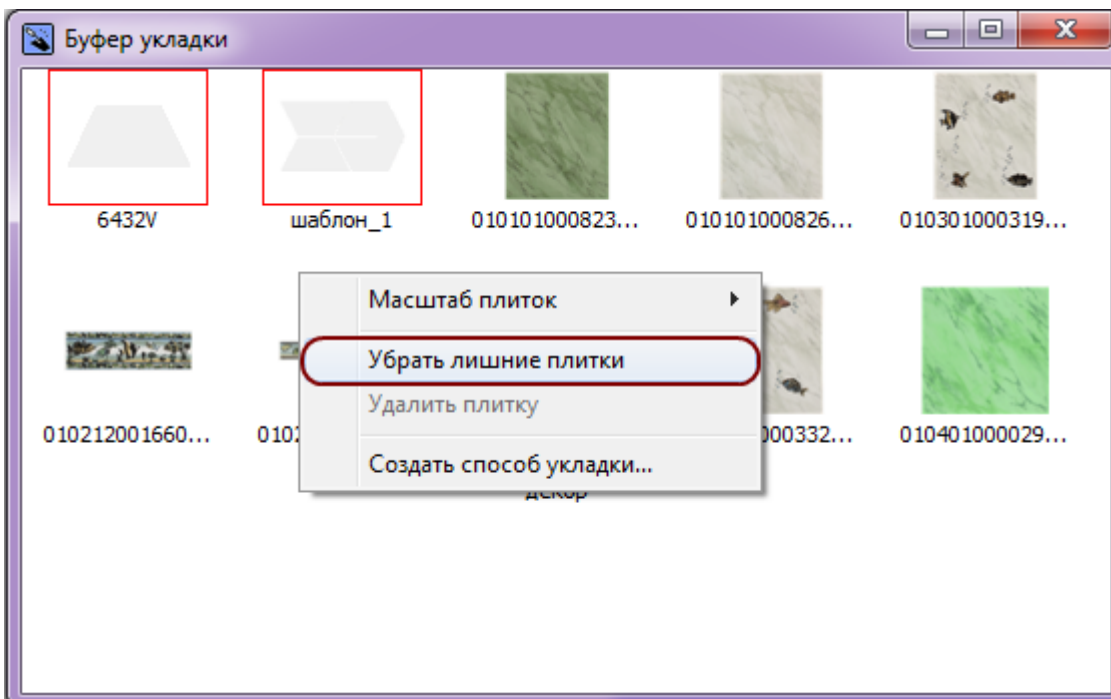 Буфер укладки
6432V
шаблон_1
010101000823...
010101000826...
010301000319...
Масштаб плиток
Убрать лишние плитки
Удалить плитку
Создать способ укладки...
010212001660...
010
000332...
010401000029...
декор